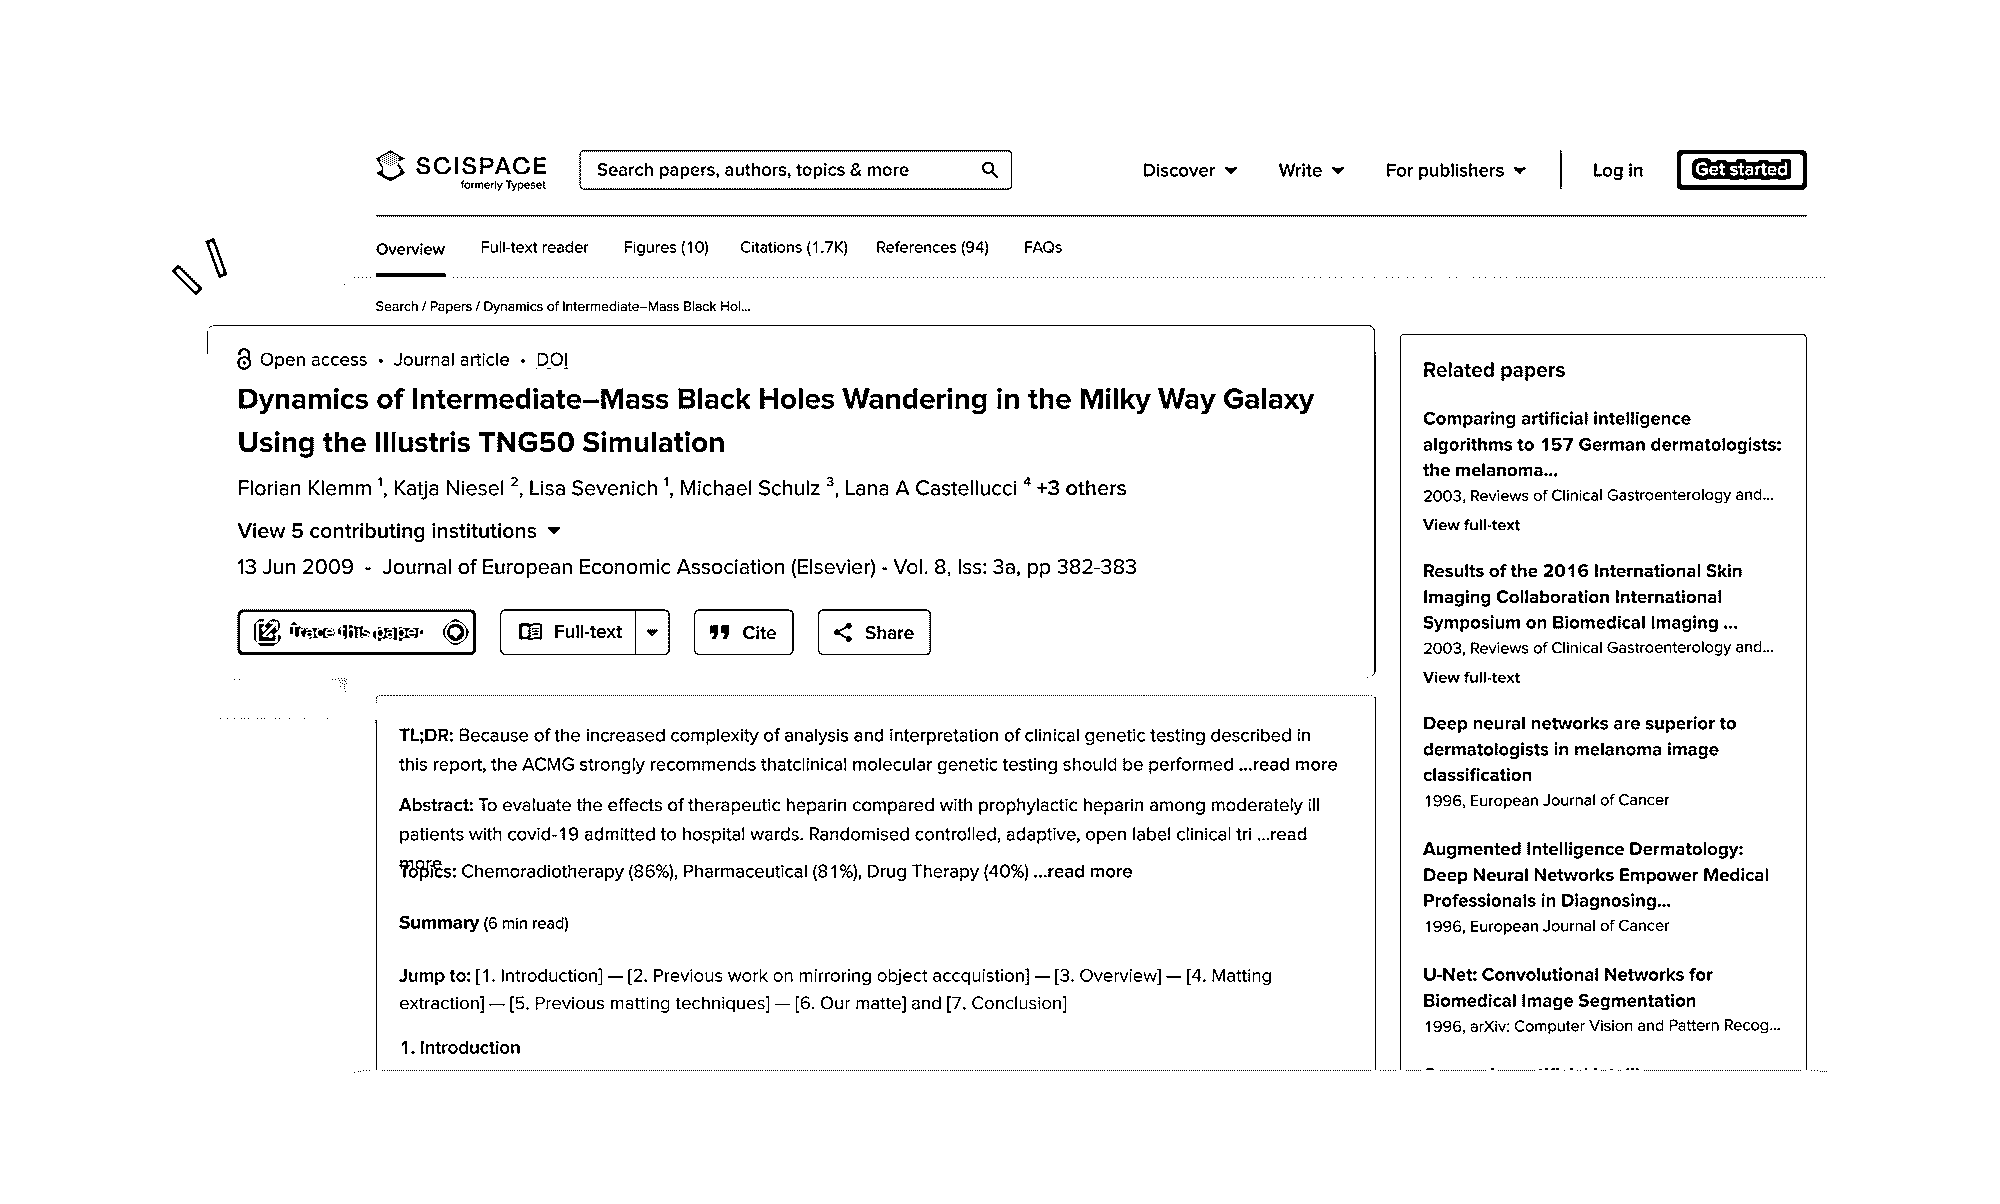 SCISPACE
formerly Typeset
Search papers, authors, topics & more
Discover
Write
For publishers
Log in
Get started
Overview
Full-text reader
Figures (10)
Citations (1.7K)
References (94)
FAQs
Search / Papers / Dynamics of Intermediate–Mass Black Hol...
Open access • Journal article • DOI
Dynamics of Intermediate–Mass Black Holes Wandering in the Milky Way Galaxy
Using the Illustris TNG50 Simulation
Florian Klemm ¹, Katja Niesel ², Lisa Sevenich ¹, Michael Schulz ³, Lana A Castellucci ⁴ +3 others
View 5 contributing institutions
13 Jun 2009 - Journal of European Economic Association (Elsevier) - Vol. 8, Iss: 3a, pp 382-383
Trace this paper
Full-text
Cite
Share
TL;DR: Because of the increased complexity of analysis and interpretation of clinical genetic testing described in
this report, the ACMG strongly recommends thatclinical molecular genetic testing should be performed ...read more
Abstract: To evaluate the effects of therapeutic heparin compared with prophylactic heparin among moderately ill
patients with covid-19 admitted to hospital wards. Randomised controlled, adaptive, open label clinical tri ...read
more
Topics: Chemoradiotherapy (86%), Pharmaceutical (81%), Drug Therapy (40%) ...read more
Summary (6 min read)
Jump to: [1. Introduction] — [2. Previous work on mirroring object accquistion] — [3. Overview] — [4. Matting
extraction] — [5. Previous matting techniques] — [6. Our matte] and [7. Conclusion]
1. Introduction
Related papers
Comparing artificial intelligence
algorithms to 157 German dermatologists:
the melanoma...
2003, Reviews of Clinical Gastroenterology and...
View full-text
Results of the 2016 International Skin
Imaging Collaboration International
Symposium on Biomedical Imaging ...
2003, Reviews of Clinical Gastroenterology and...
View full-text
Deep neural networks are superior to
dermatologists in melanoma image
classification
1996, European Journal of Cancer
Augmented Intelligence Dermatology:
Deep Neural Networks Empower Medical
Professionals in Diagnosing...
1996, European Journal of Cancer
U-Net: Convolutional Networks for
Biomedical Image Segmentation
1996, arXiv: Computer Vision and Pattern Recog...